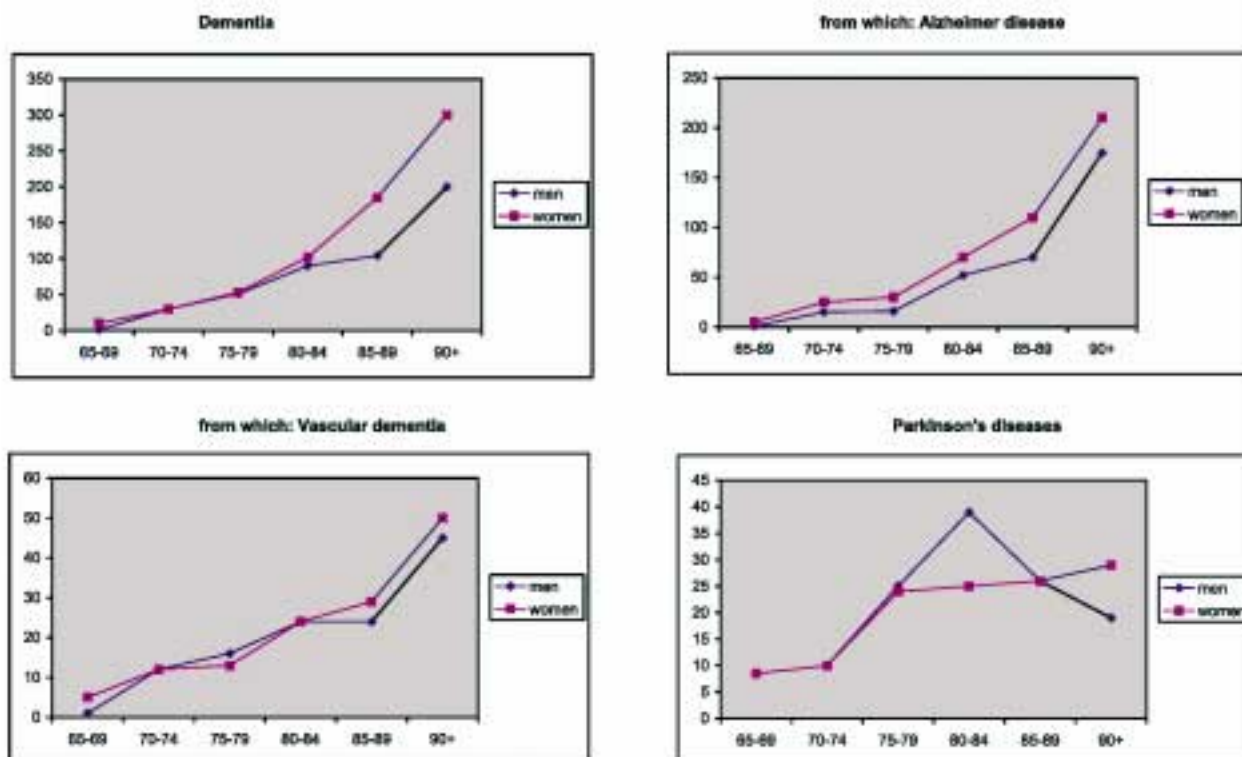 Dementia
350
300
250
200
150
100
50
0
65-69 70-74 75-79 80-84 85-89 90+
men
women
from which: Alzheimer disease
250
200
150
100
50
0
65-69 70-74 75-79 80-84 85-89 90+
men
women
from which: Vascular dementia
60
50
40
30
20
10
0
65-69 70-74 75-79 80-84 85-89 90+
men
women
Parkinson's diseases
45
40
35
30
25
20
15
10
5
0
65-69 70-74 75-79 80-84 85-89 90+
men
women